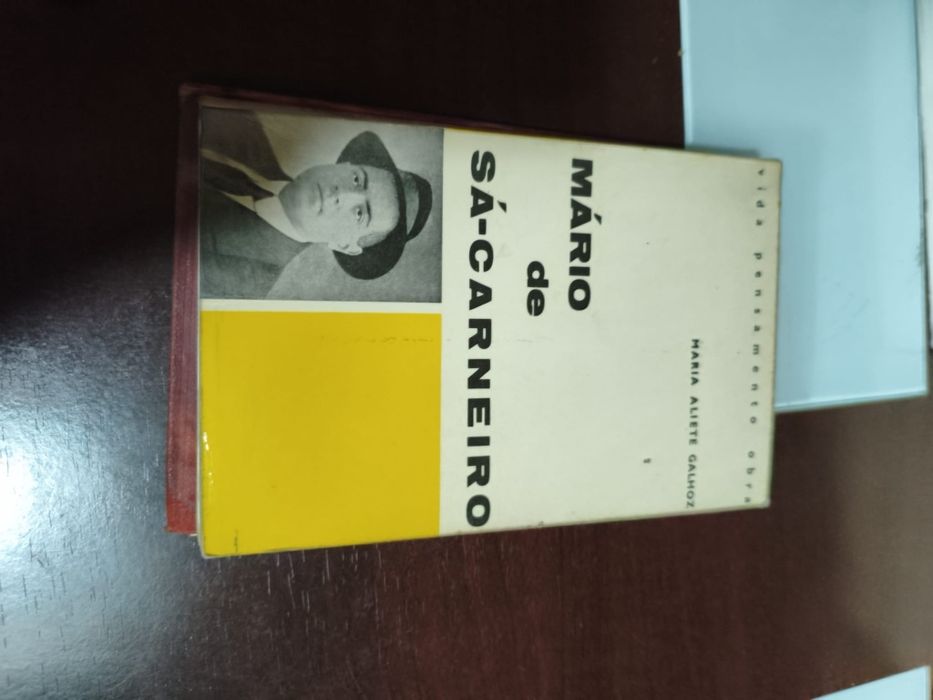 vida pensamento obra
MARIA ALIETE GALHOZ
MÁRIO
de
SÁ-CARNEIRO